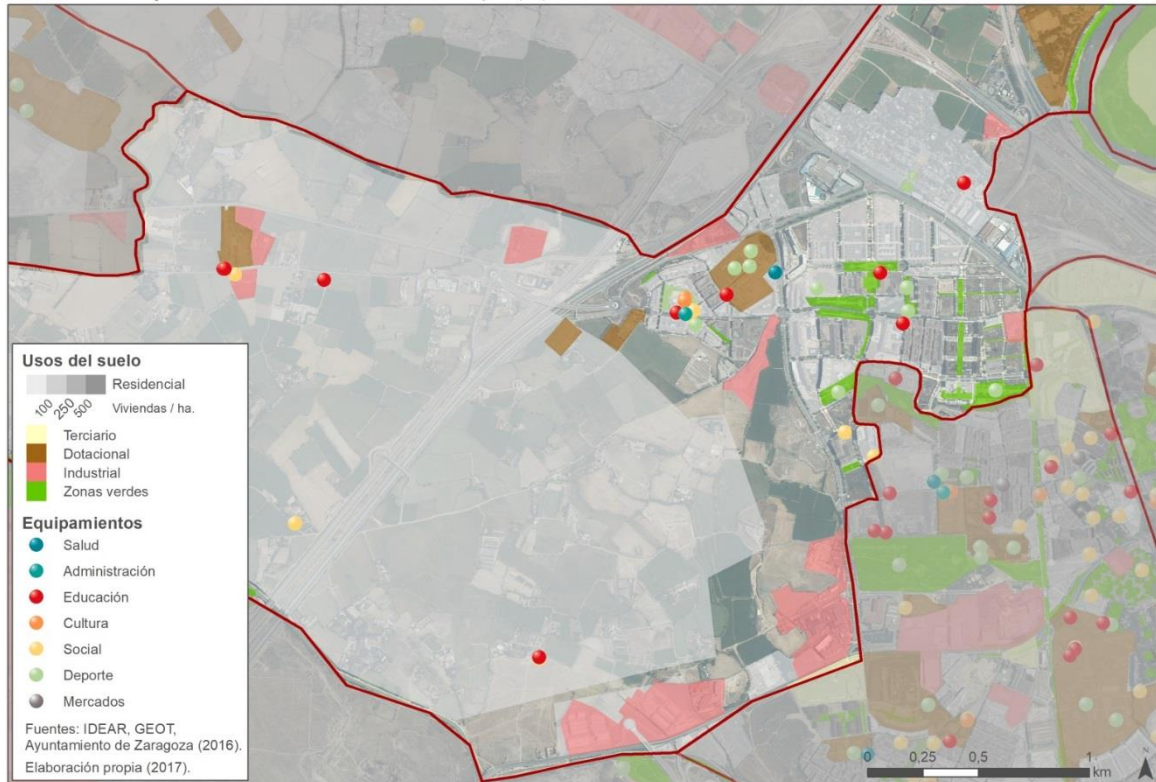 Usos del suelo
Residencial
100 250 500 Viviendas / ha.
Terciario
Dotacional
Industrial
Zonas verdes
Equipamientos
Salud
Administración
Educación
Cultura
Social
Deporte
Mercados
Fuentes: IDEAR, GEOT,
Ayuntamiento de Zaragoza (2016).
Elaboración propia (2017).
0 0,25 0,5 1
km
N